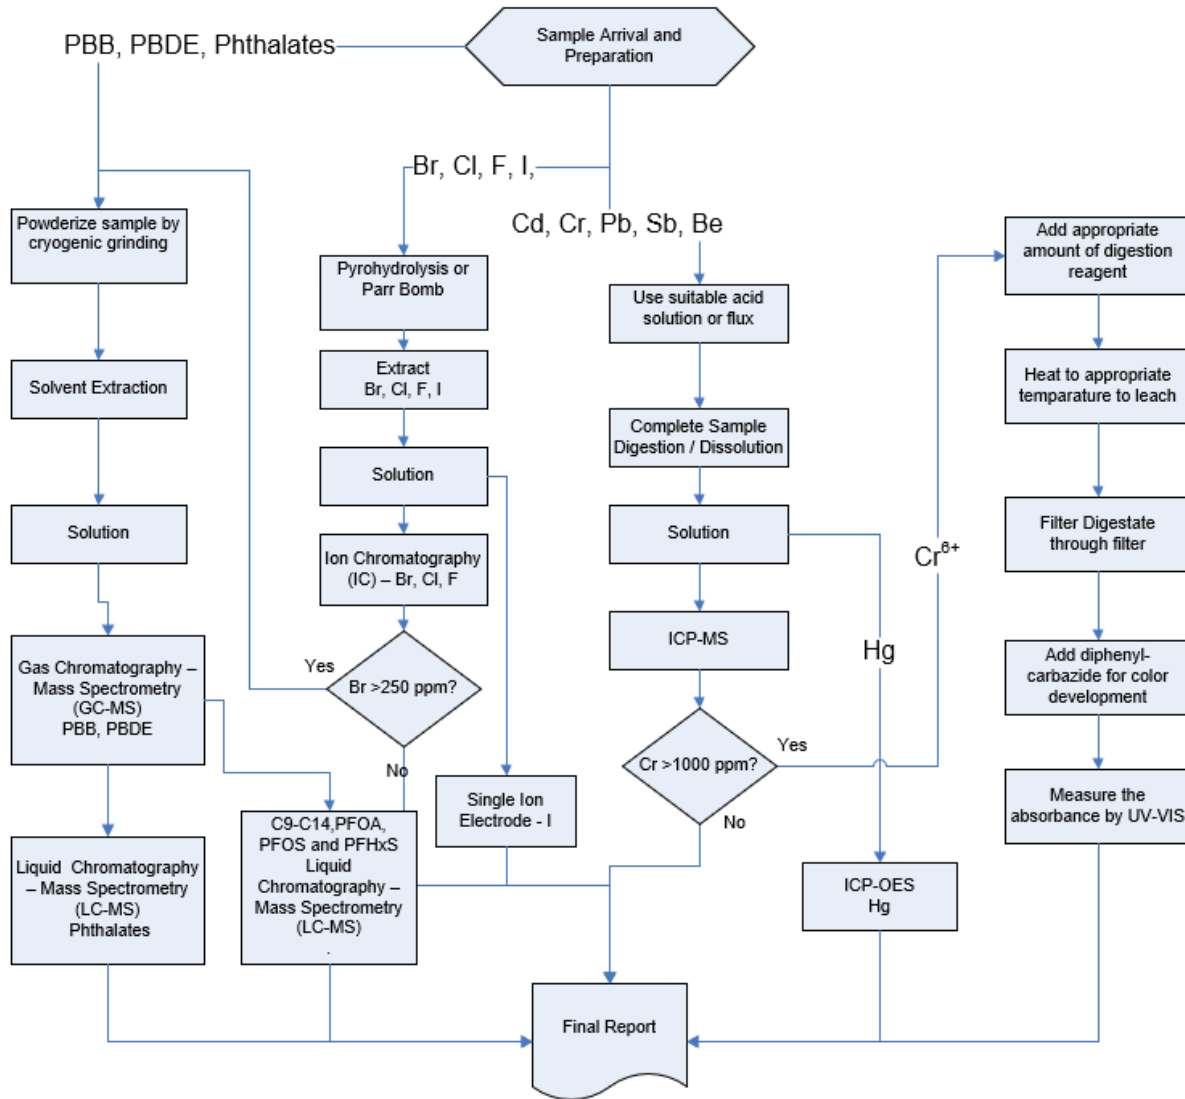 PBB, PBDE, Phthalates
Sample Arrival and
Preparation
Br, Cl, F, I,
Cd, Cr, Pb, Sb, Be
Powderize sample by
cryogenic grinding
Solvent Extraction
Solution
Gas Chromatography –
Mass Spectrometry
(GC-MS)
PBB, PBDE
Liquid Chromatography
– Mass Spectrometry
(LC-MS)
Phthalates
Pyrohydrolysis or
Parr Bomb
Extract
Br, Cl, F, I
Solution
Ion Chromatography
(IC) – Br, Cl, F
Yes
Br >250 ppm?
No
C9-C14,PFOA,
PFOS and PFHxS
Liquid
Chromatography –
Mass Spectrometry
(LC-MS)
.
Single Ion
Electrode - I
Use suitable acid
solution or flux
Complete Sample
Digestion / Dissolution
Solution
ICP-MS
Cr >1000 ppm?
Yes
No
Hg
ICP-OES
Hg
Cr⁶⁺
Add appropriate
amount of digestion
reagent
Heat to appropriate
temparature to leach
Filter Digestate
through filter
Add diphenyl-
carbazide for color
development
Measure the
absorbance by UV-VIS
Final Report